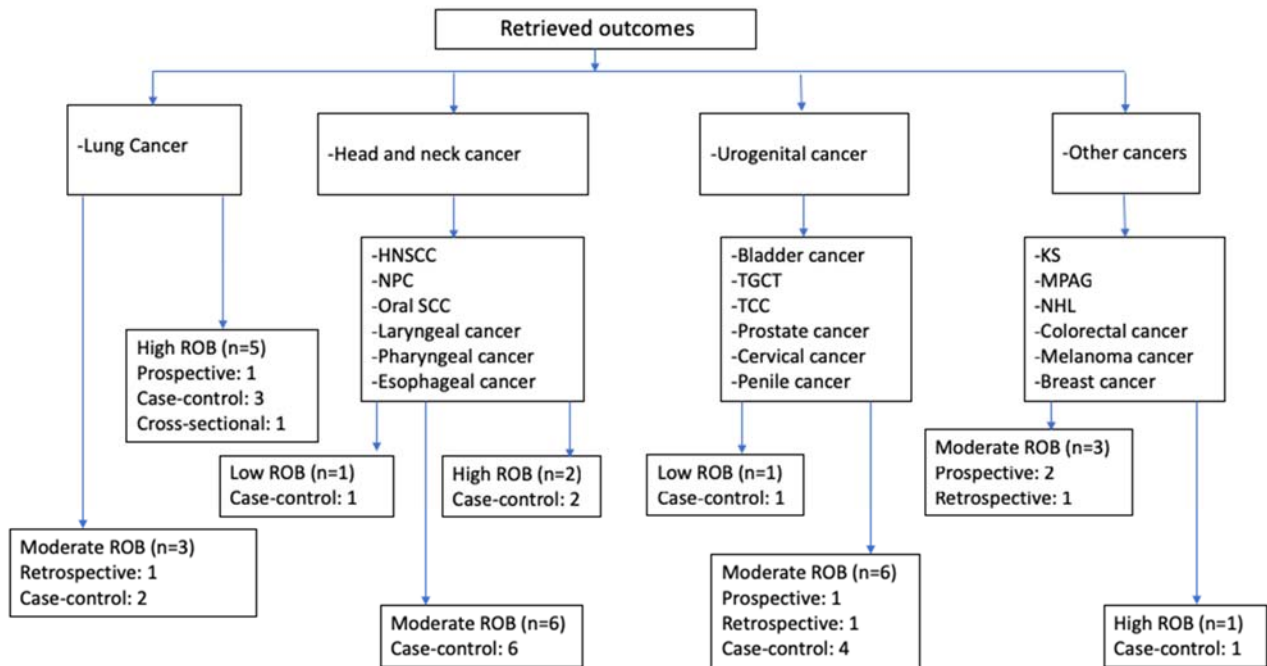 Retrieved outcomes
-Lung Cancer
-Head and neck cancer
-Urogenital cancer
-Other cancers
High ROB (n=5)
Prospective: 1
Case-control: 3
Cross-sectional: 1
Moderate ROB (n=3)
Retrospective: 1
Case-control: 2
-HNSCC
-NPC
-Oral SCC
-Laryngeal cancer
-Pharyngeal cancer
-Esophageal cancer
Low ROB (n=1)
Case-control: 1
High ROB (n=2)
Case-control: 2
Moderate ROB (n=6)
Case-control: 6
-Bladder cancer
-TGCT
-TCC
-Prostate cancer
-Cervical cancer
-Penile cancer
Low ROB (n=1)
Case-control: 1
Moderate ROB (n=6)
Prospective: 1
Retrospective: 1
Case-control: 4
-KS
-MPAG
-NHL
-Colorectal cancer
-Melanoma cancer
-Breast cancer
Moderate ROB (n=3)
Prospective: 2
Retrospective: 1
High ROB (n=1)
Case-control: 1